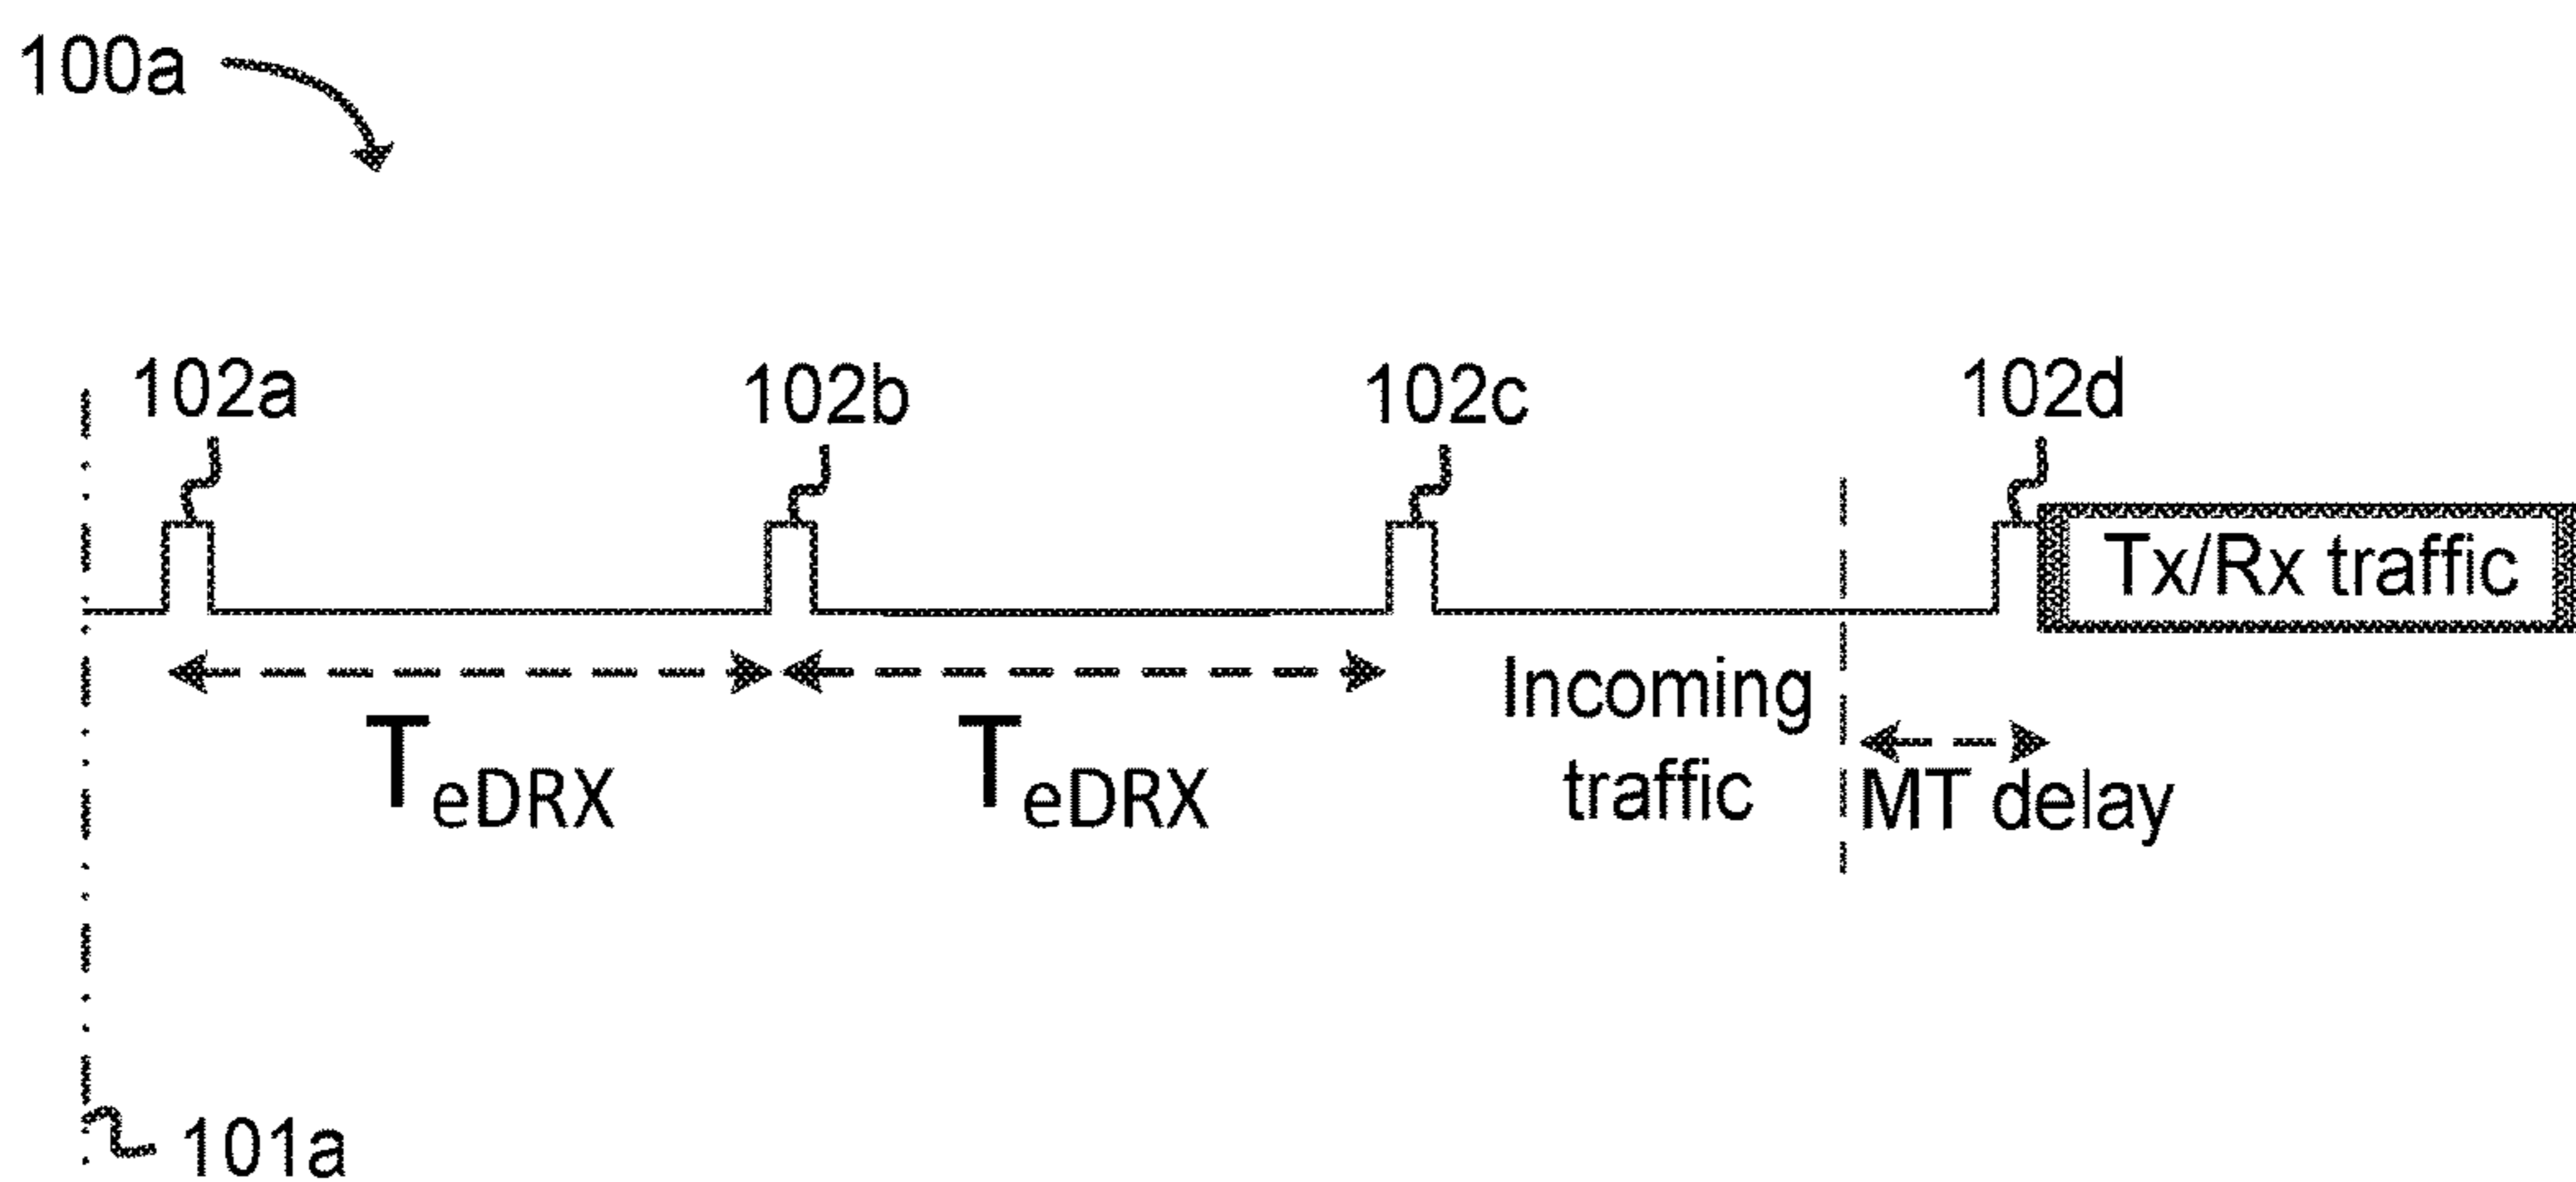 100a
102a
102b
102c
102d
Tx/Rx traffic
TeDRX
TeDRX
Incoming
traffic
MT delay
101a